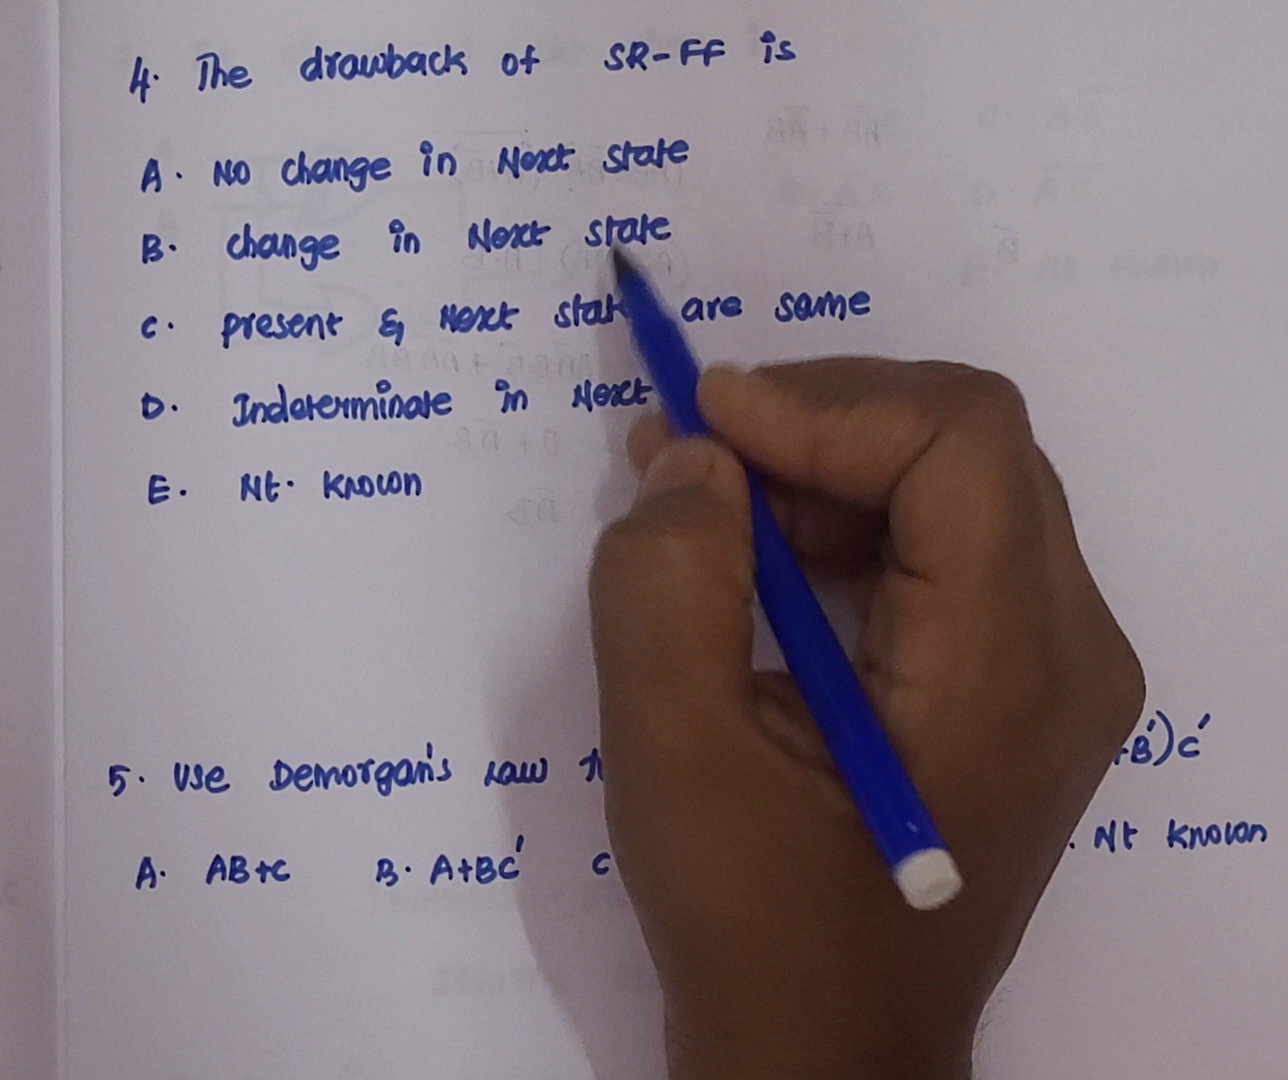 4. The drawback of SR-FF is
A. No change in Next state
B. change in Next state
C. present & Next are same
D. Indeterminate in Next
E. Nt. Known
5. Use Demorgan's Law B')C'
A. AB+C B. A+BC' C . Nt Known